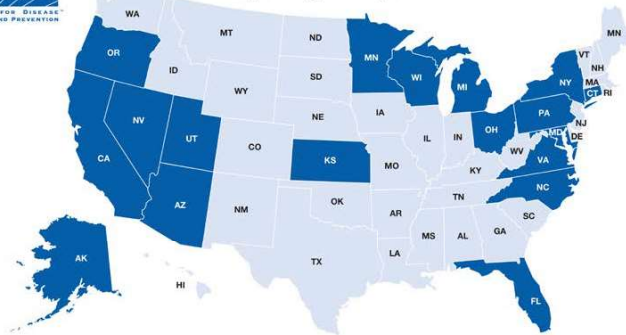 FOR DISEASE
ND PREVENTION
WA
MT
ND
MN
MN
VT
NH
OR
ID
SD
WI
MI
NY
MA
CT
RI
WY
IA
PA
NJ
NE
OH
MD
DE
NV
UT
CO
IL
IN
WV
VA
CA
KS
MO
KY
NC
AZ
NM
OK
TN
AR
SC
MS
AL
GA
TX
LA
AK
HI
FL